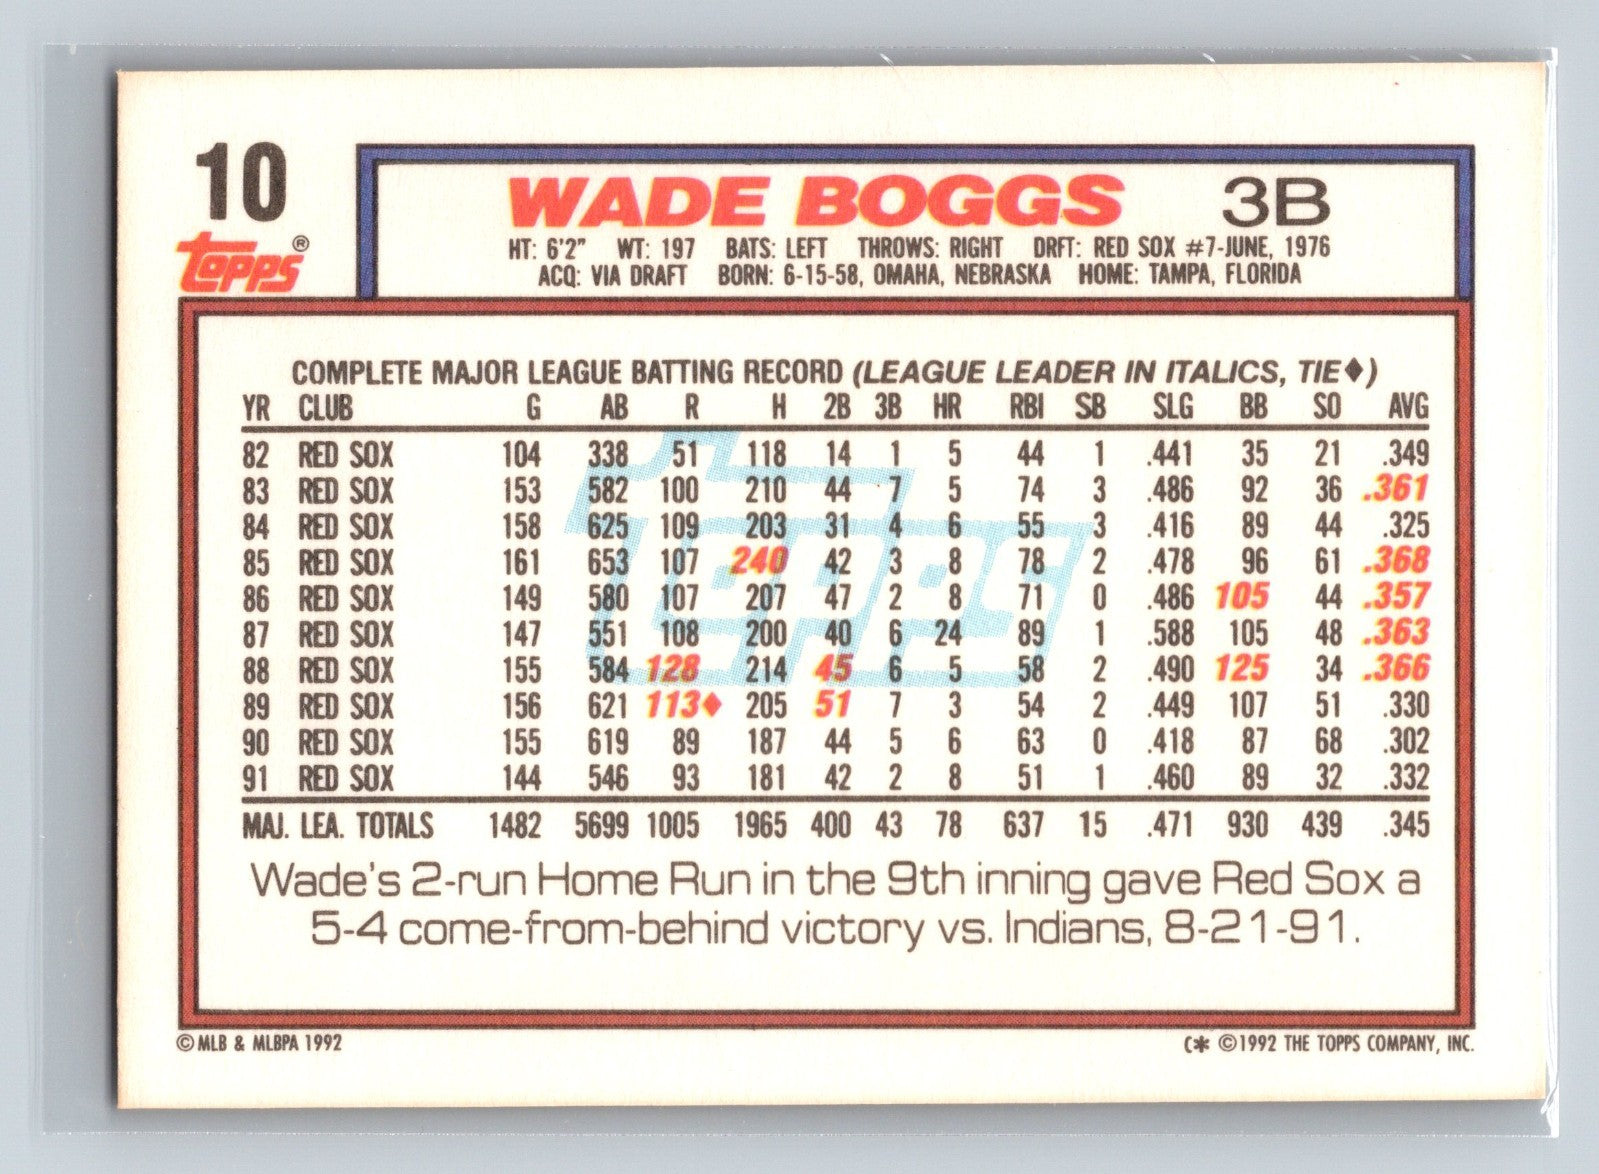 10
topps®
WADE BOGGS 3B
HT: 6'2" WT: 197 BATS: LEFT THROWS: RIGHT DRFT: RED SOX #7-JUNE, 1976
ACQ: VIA DRAFT BORN: 6-15-58, OMAHA, NEBRASKA HOME: TAMPA, FLORIDA
COMPLETE MAJOR LEAGUE BATTING RECORD (LEAGUE LEADER IN ITALICS, TIE♦)
YR CLUB G AB R H 2B 3B HR RBI SB SLG BB SO AVG
82 RED SOX 104 338 51 118 14 1 5 44 1 .441 35 21 .349
83 RED SOX 153 582 100 210 44 7 5 74 3 .486 92 36 .361
84 RED SOX 158 625 109 203 31 4 6 55 3 .416 89 44 .325
85 RED SOX 161 653 107 240 42 3 8 78 2 .478 96 61 .368
86 RED SOX 149 580 107 207 47 2 8 71 0 .486 105 44 .357
87 RED SOX 147 551 108 200 40 6 24 89 1 .588 105 48 .363
88 RED SOX 155 584 128 214 45 6 5 58 2 .490 125 34 .366
89 RED SOX 156 621 113♦ 205 51 7 3 54 2 .449 107 51 .330
90 RED SOX 155 619 89 187 44 5 6 63 0 .418 87 68 .302
91 RED SOX 144 546 93 181 42 2 8 51 1 .460 89 32 .332
MAJ. LEA. TOTALS 1482 5699 1005 1965 400 43 78 637 15 .471 930 439 .345
topps
Wade's 2-run Home Run in the 9th inning gave Red Sox a
5-4 come-from-behind victory vs. Indians, 8-21-91.
© MLB & MLBPA 1992
C* ©1992 THE TOPPS COMPANY, INC.